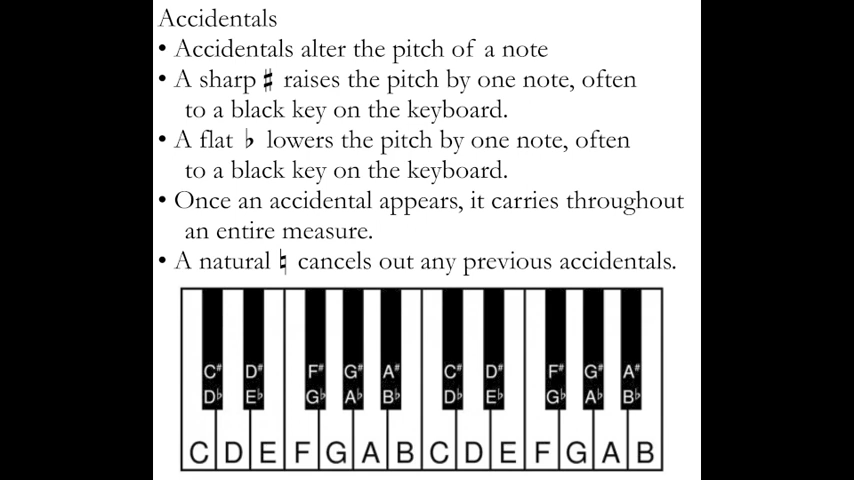 Accidentals
• Accidentals alter the pitch of a note
• A sharp ♯ raises the pitch by one note, often
to a black key on the keyboard.
• A flat ♭ lowers the pitch by one note, often
to a black key on the keyboard.
• Once an accidental appears, it carries throughout
an entire measure.
• A natural ♮ cancels out any previous accidentals.
C# D# F# G# A# C# D# F# G# A#
D♭ E♭ G♭ A♭ B♭ D♭ E♭ G♭ A♭ B♭
C D E F G A B C D E F G A B